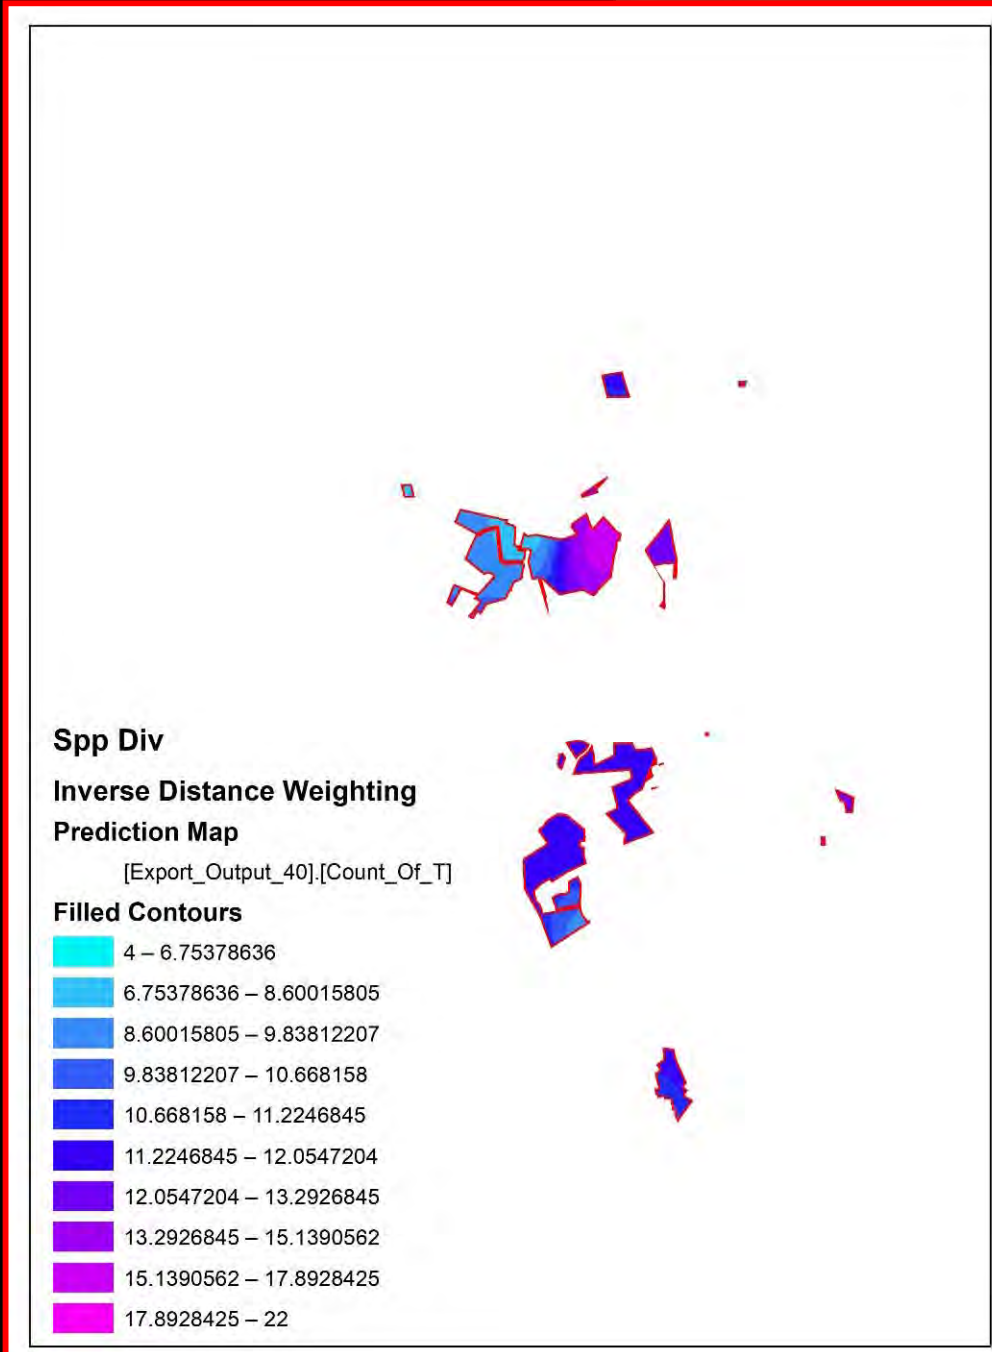 Spp Div
Inverse Distance Weighting
Prediction Map
[Export_Output_40].[Count_Of_T]
Filled Contours
4 – 6.75378636
6.75378636 – 8.60015805
8.60015805 – 9.83812207
9.83812207 – 10.668158
10.668158 – 11.2246845
11.2246845 – 12.0547204
12.0547204 – 13.2926845
13.2926845 – 15.1390562
15.1390562 – 17.8928425
17.8928425 – 22